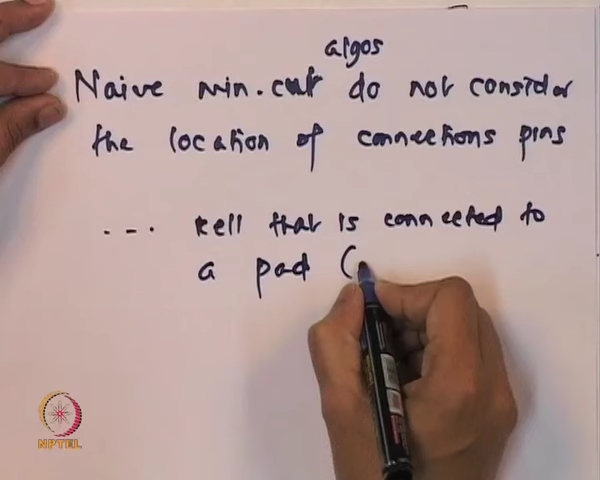 algos
Naive min.cut do not consider
the location of connections pins
.... cell that is connected to
a pad (
NPTEL